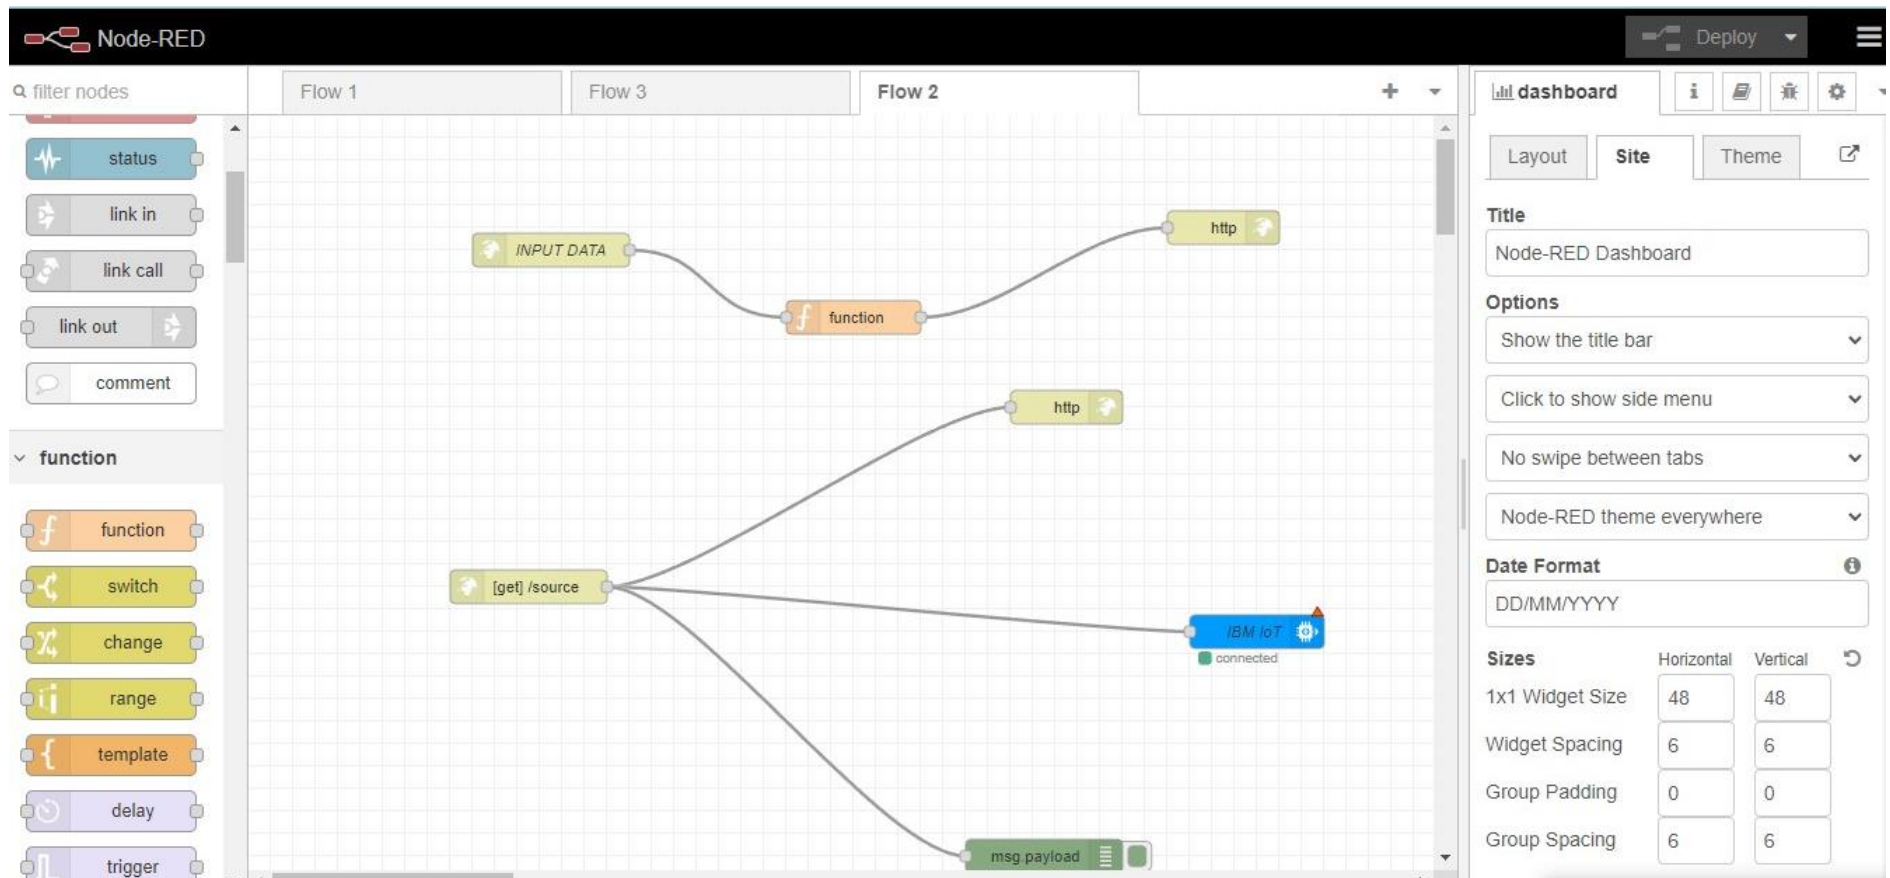 Node-RED
Deploy
filter nodes
status
link in
link call
link out
comment
function
function
switch
change
range
template
delay
trigger
Flow 1
Flow 3
Flow 2
INPUT DATA
http
function
http
[get] /source
IBM IoT
connected
msg.payload
dashboard
i
Layout
Site
Theme
Title
Node-RED Dashboard
Options
Show the title bar
Click to show side menu
No swipe between tabs
Node-RED theme everywhere
Date Format
DD/MM/YYYY
Sizes Horizontal Vertical
1x1 Widget Size 48 48
Widget Spacing 6 6
Group Padding 0 0
Group Spacing 6 6